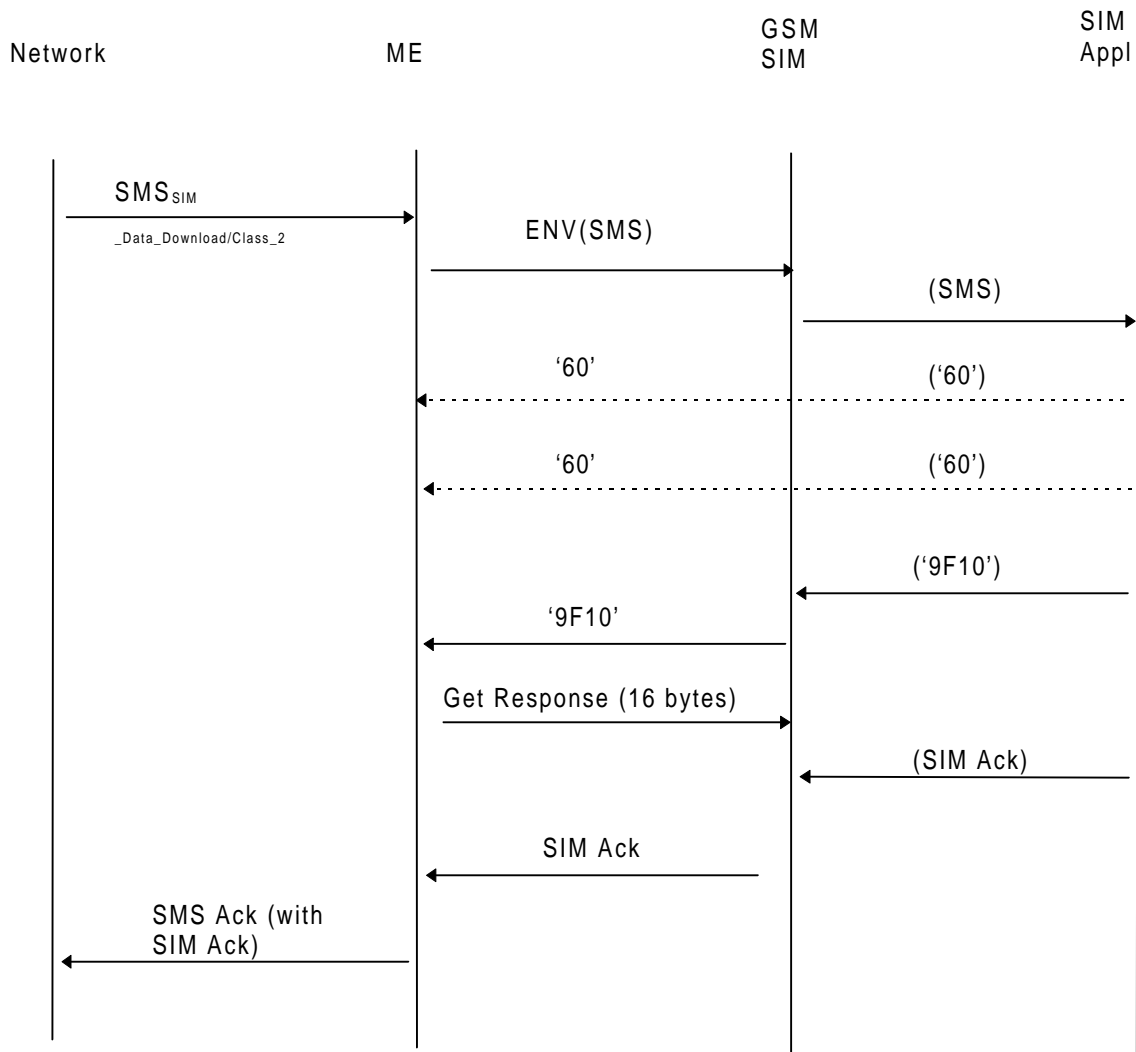 Network
ME
GSM
SIM
SIM
Appl
SMSSIM
_Data_Download/Class_2
ENV(SMS)
(SMS)
‘60’
(‘60’)
‘60’
(‘60’)
(‘9F10’)
‘9F10’
Get Response (16 bytes)
(SIM Ack)
SIM Ack
SMS Ack (with
SIM Ack)